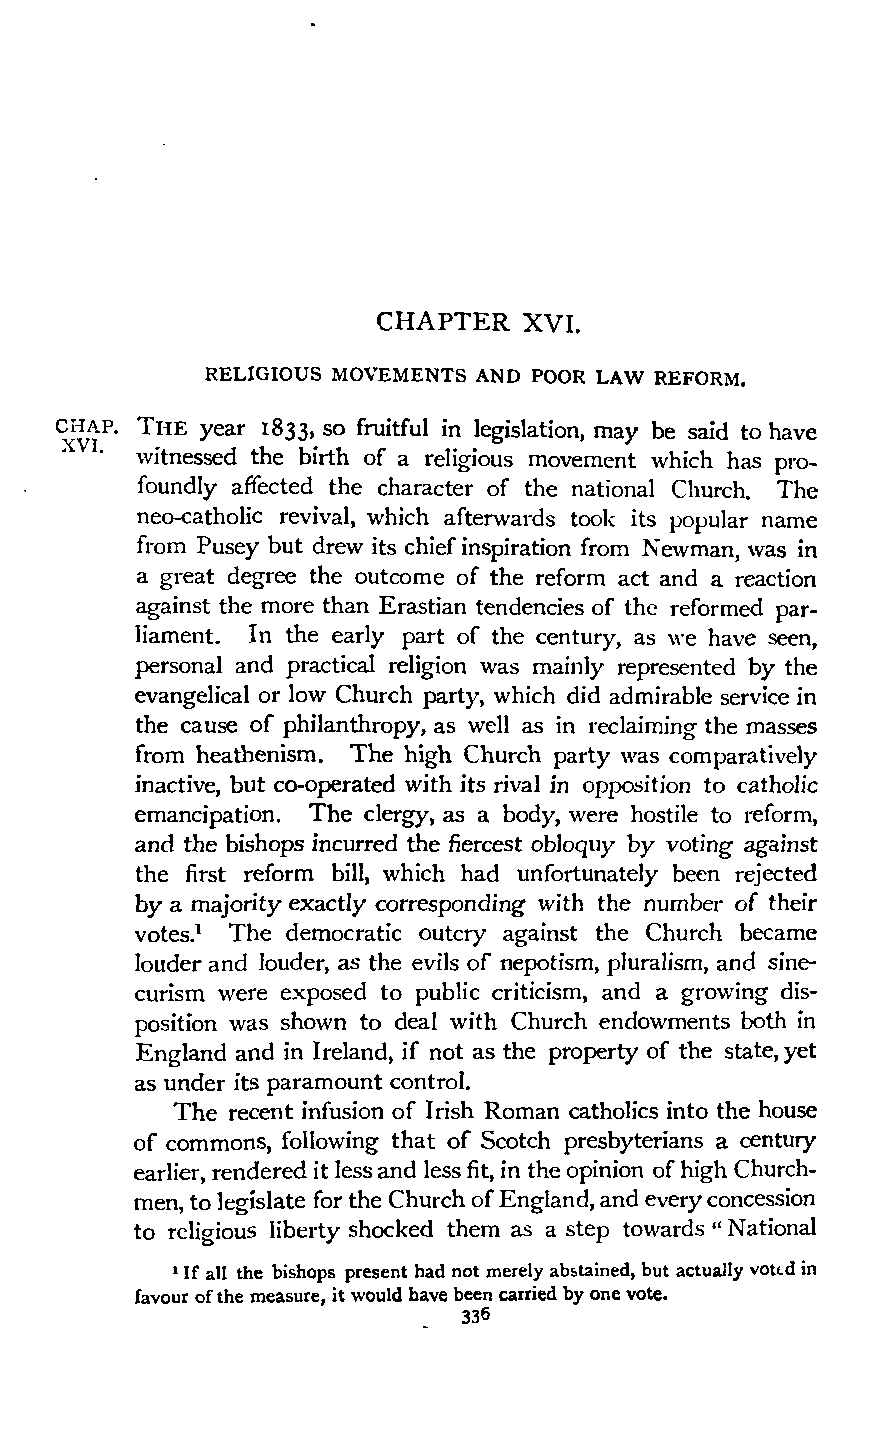 CHAPTER XVI.
RELIGIOUS MOVEMENTS AND POOR LAW REFORM.
CHAP. XVI.
THE year 1833, so fruitful in legislation, may be said to have
witnessed the birth of a religious movement which has pro-
foundly affected the character of the national Church. The
neo-catholic revival, which afterwards took its popular name
from Pusey but drew its chief inspiration from Newman, was in
a great degree the outcome of the reform act and a reaction
against the more than Erastian tendencies of the reformed par-
liament. In the early part of the century, as we have seen,
personal and practical religion was mainly represented by the
evangelical or low Church party, which did admirable service in
the cause of philanthropy, as well as in reclaiming the masses
from heathenism. The high Church party was comparatively
inactive, but co-operated with its rival in opposition to catholic
emancipation. The clergy, as a body, were hostile to reform,
and the bishops incurred the fiercest obloquy by voting against
the first reform bill, which had unfortunately been rejected
by a majority exactly corresponding with the number of their
votes.¹ The democratic outcry against the Church became
louder and louder, as the evils of nepotism, pluralism, and sine-
curism were exposed to public criticism, and a growing dis-
position was shown to deal with Church endowments both in
England and in Ireland, if not as the property of the state, yet
as under its paramount control.
The recent infusion of Irish Roman catholics into the house
of commons, following that of Scotch presbyterians a century
earlier, rendered it less and less fit, in the opinion of high Church-
men, to legislate for the Church of England, and every concession
to religious liberty shocked them as a step towards "National
¹ If all the bishops present had not merely abstained, but actually voted in
favour of the measure, it would have been carried by one vote.
336